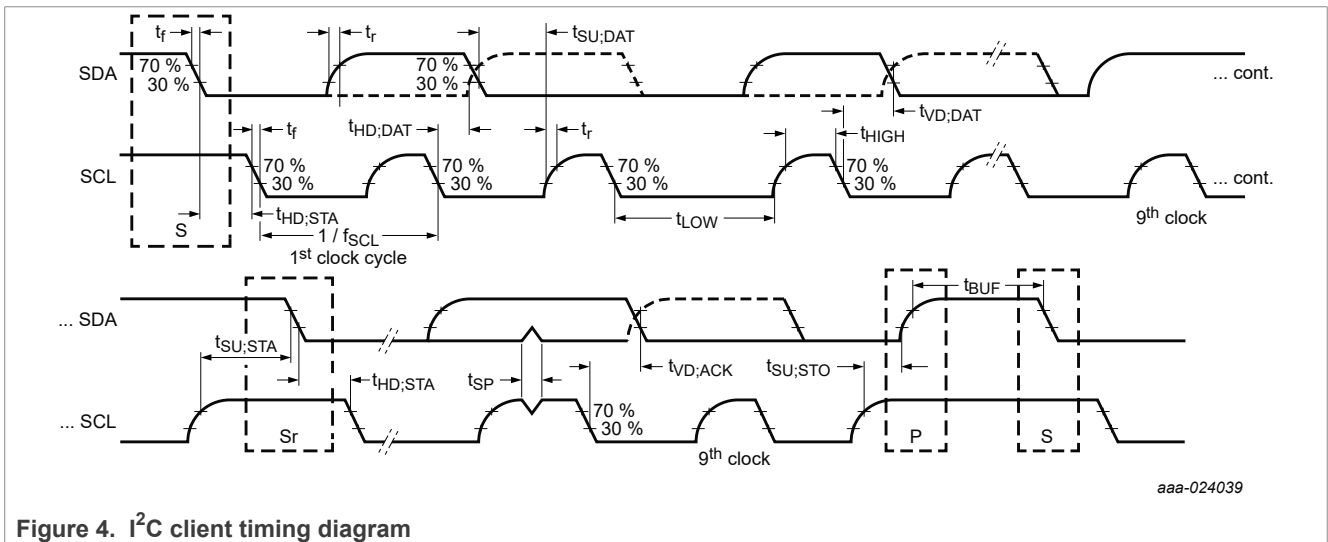 tf
tr
tSU;DAT
SDA
70 %
30 %
70 %
30 %
... cont.
tVD;DAT
tf
tHD;DAT
tr
tHIGH
SCL
70 %
30 %
70 %
30 %
70 %
30 %
70 %
30 %
... cont.
S
tHD;STA
1 / fSCL
1st clock cycle
tLOW
9th clock
... SDA
tSU;STA
tHD;STA
tSP
tVD;ACK
tSU;STO
tBUF
... SCL
Sr
70 %
30 %
9th clock
P
S
aaa-024039
Figure 4. I2C client timing diagram